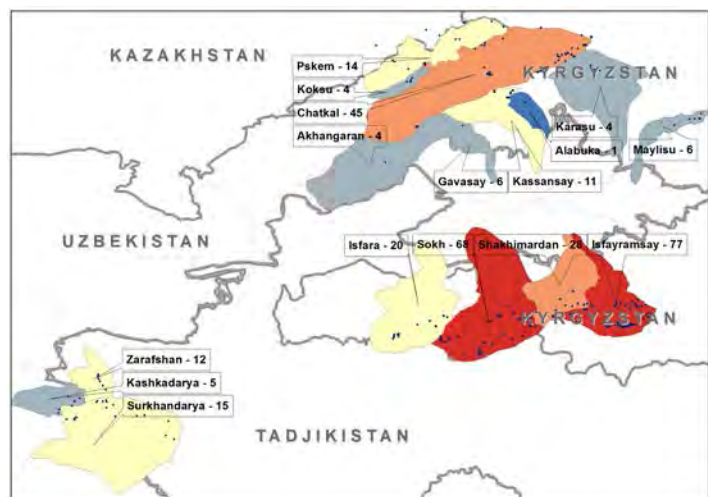 KAZAKHSTAN
Pskem - 14
Koksu - 4
KYRGYZSTAN
Chatkal - 45
Akhangaran - 4
Karasu - 4
Alabuka - 1
Maylisu - 6
Gavasay - 6
Kassansay - 11
UZBEKISTAN
Isfara - 20
Sokh - 68
Shakhimardan - 28
Isfayramsay - 77
KYRGYZSTAN
Zarafshan - 12
Kashkadarya - 5
Surkhandarya - 15
TADJIKISTAN